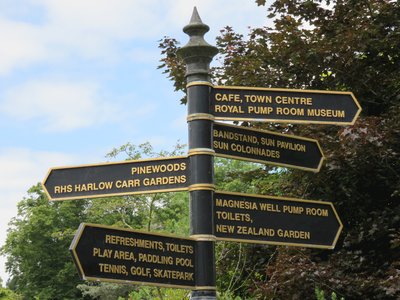 CAFE, TOWN CENTRE
ROYAL PUMP ROOM MUSEUM
BANDSTAND, SUN PAVILION
SUN COLONNADES
PINEWOODS
RHS HARLOW CARR GARDENS
MAGNESIA WELL PUMP ROOM
TOILETS,
NEW ZEALAND GARDEN
REFRESHMENTS, TOILETS
PLAY AREA, PADDLING POOL
TENNIS, GOLF, SKATEPARK